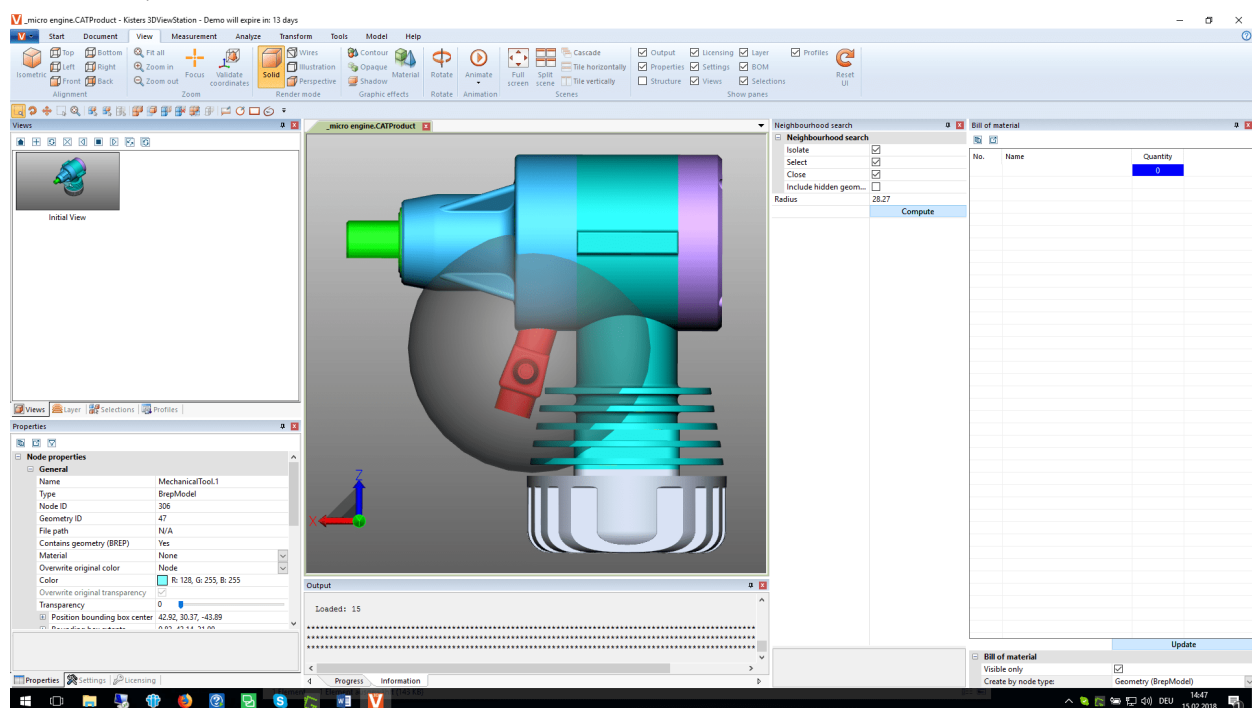 _micro engine.CATProduct - Kisters 3DViewStation - Demo will expire in: 13 days
Start Document View Measurement Analyze Transform Tools Model Help
Top Bottom Fit all Wires Contour Cascade Output Licensing Layer Profiles
Left Right Zoom in Illustration Opaque Tile horizontally Properties Settings BOM
Front Back Zoom out Perspective Shadow Tile vertically Structure Views Selections
Isometric Focus Validate coordinates Solid Material Rotate Animate Full screen Split scene Reset UI
Alignment Zoom Render mode Graphic effects Rotate Animation Scenes Show panes
Views
Initial View
Views Layer Selections Profiles
Properties
Node properties
General
Name MechanicalTool.1
Type BrepModel
Node ID 306
Geometry ID 47
File path N/A
Contains geometry (BREP) Yes
Material None
Overwrite original color Node
Color R: 128, G: 255, B: 255
Overwrite original transparency
Transparency 0
Position bounding box center 42.92, 30.37, -43.89
Properties Settings Licensing
_micro engine.CATProduct
Z
X
Output
Loaded: 15
********************************************************************************
********************************************************************************
********************************************************************************
Progress Information
Neighbourhood search
Neighbourhood search
Isolate
Select
Close
Include hidden geom...
Radius 28.27
Compute
Bill of material
No. Name Quantity
0
Update
Bill of material
Visible only
Create by node type: Geometry (BrepModel)
DEU
14:47
15.02.2018